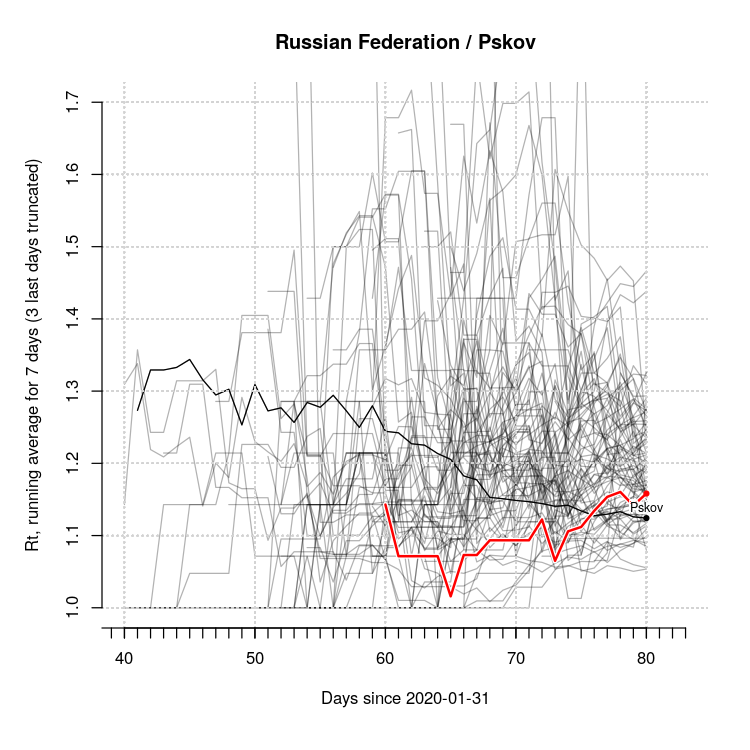 Russian Federation / Pskov
Rt, running average for 7 days (3 last days truncated)
1.7
1.6
1.5
1.4
1.3
1.2
1.1
1.0
Pskov
40 50 60 70 80
Days since 2020-01-31